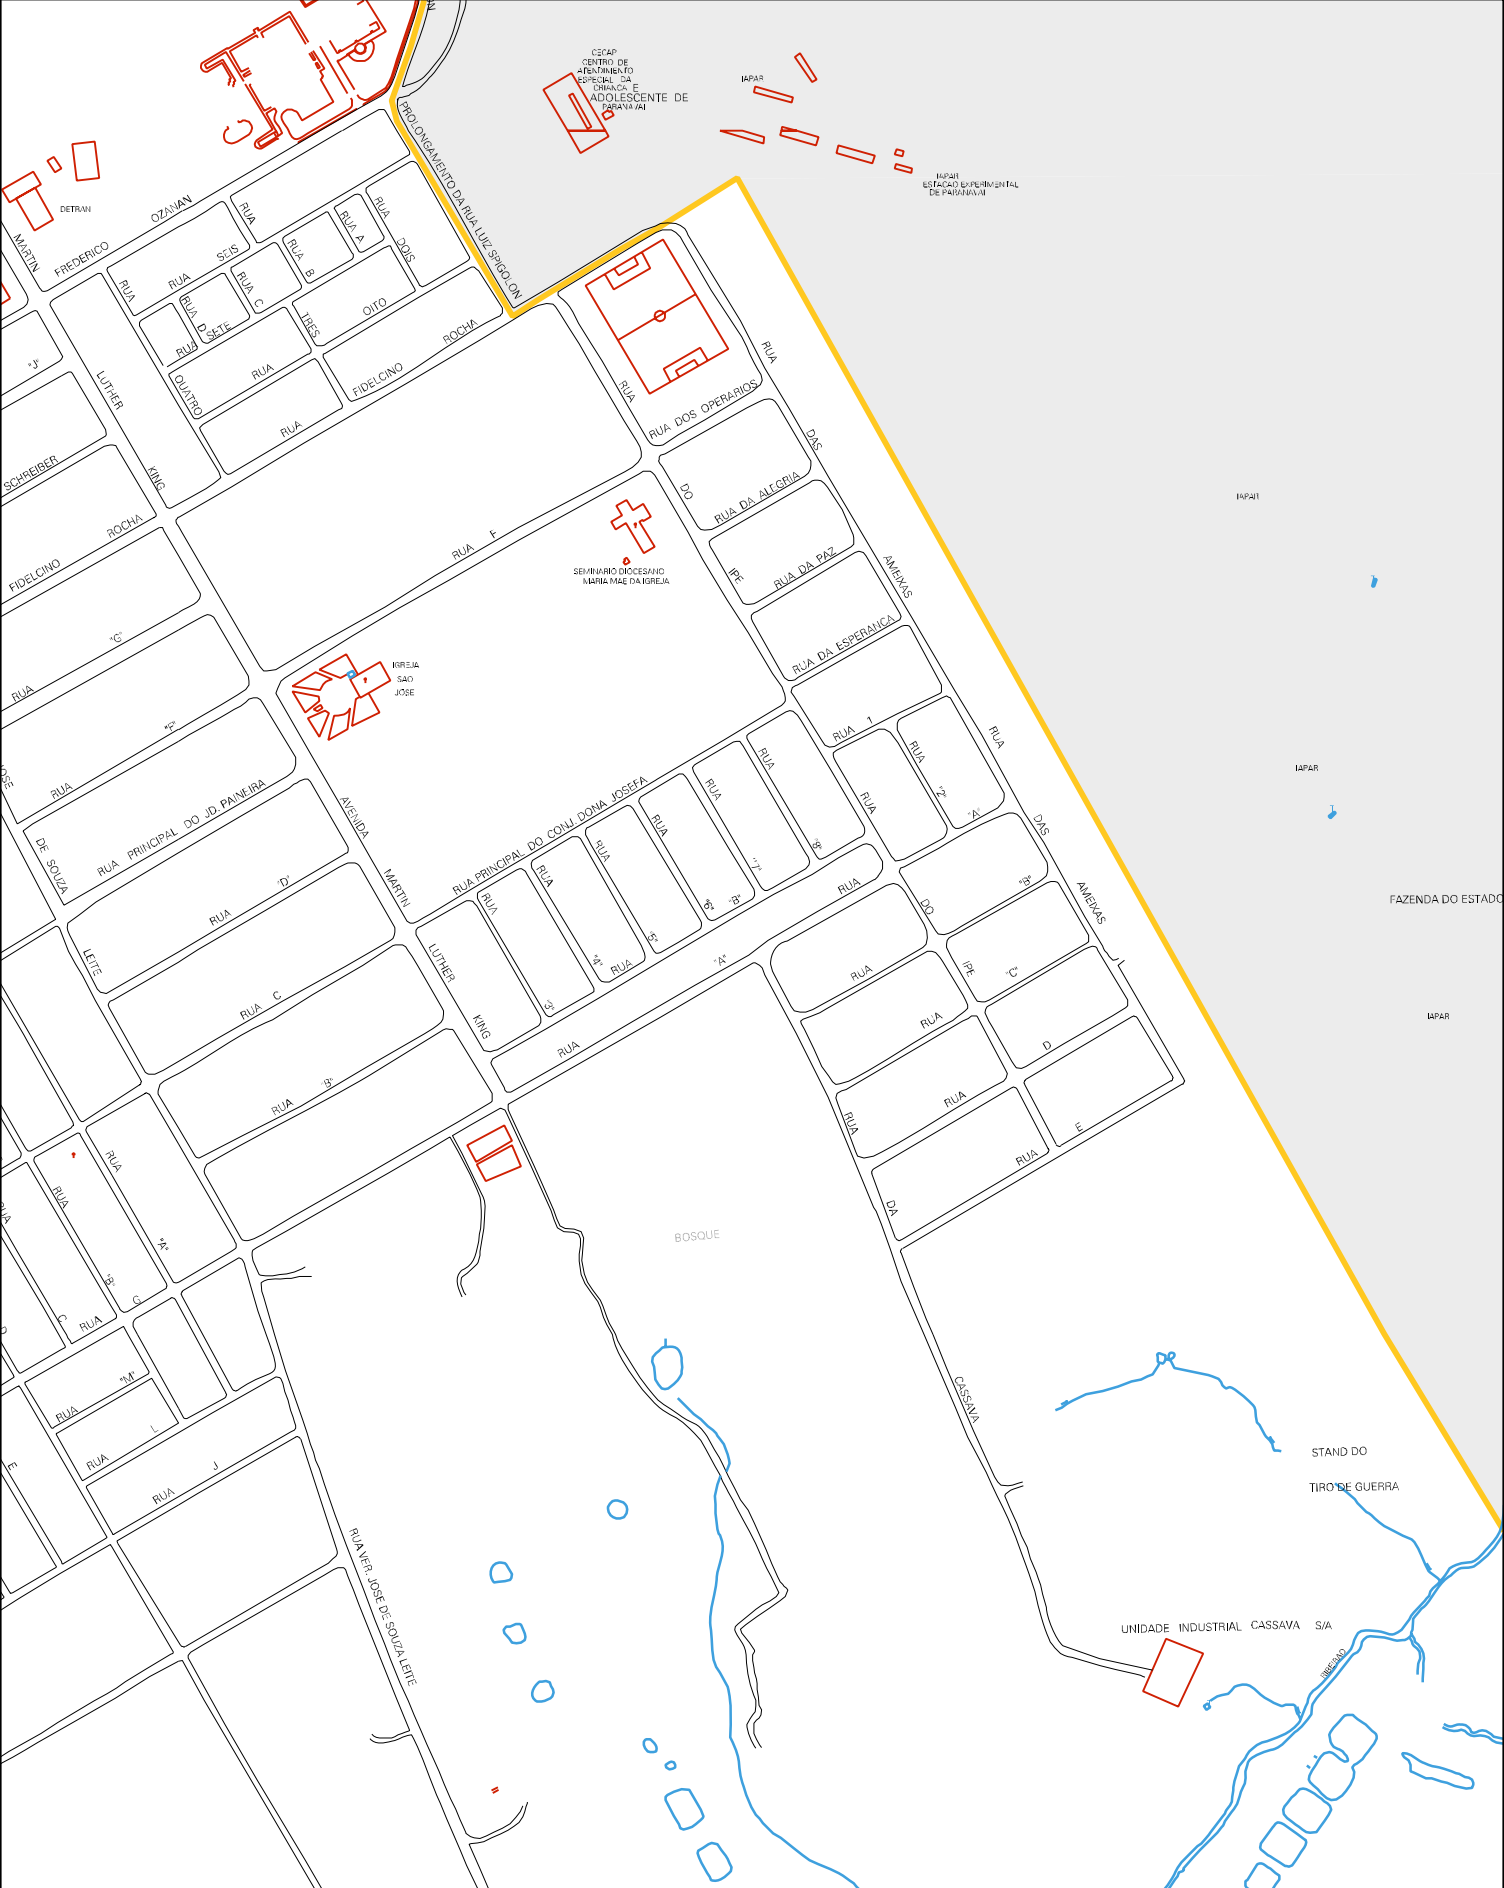 CECAP
CENTRO DE
ATENDIMENTO
ESPECIAL DA
CRIANCA E
ADOLESCENTE DE
PARANAVAI
IAPAR
IAPAR
ESTACAO EXPERIMENTAL
DE PARANAVAI
DETRAN
MARTIN
FREDERICO
OZANAN
PROLONGAMENTO DA RUA LUIZ SPIGOLON
RUA
RUA
SEIS
RUA
RUA A
RUA
DOIS
RUA
B
RUA
C
RUA
D
RUA
SETE
TRES
OITO
RUA
QUATRO
RUA
FIDELCINO
ROCHA
"J"
LUTHER
KING
SCHREIBER
FIDELCINO
ROCHA
RUA
RUA
RUA DOS OPERARIOS
DAS
DO
RUA DA ALEGRIA
IPE
RUA DA PAZ
AMEIXAS
RUA DA ESPERANCA
IAPAR
RUA F
SEMINARIO DIOCESANO
MARIA MAE DA IGREJA
IGREJA
SAO
JOSE
RUA
"G"
RUA
"F"
RUA 1
RUA
RUA
"2"
"A"
RUA
DAS
AMEIXAS
IAPAR
FAZENDA DO ESTADO
IAPAR
RUA PRINCIPAL DO JD. PAINEIRA
AVENIDA
MARTIN
LUTHER
KING
RUA PRINCIPAL DO CONJ. DONA JOSEFA
RUA
"3"
RUA
"4"
RUA
"5"
RUA
"6"
RUA
"7"
RUA
"8"
RUA
"B"
DE SOUZA
LEITE
RUA
"D"
RUA C
RUA
"B"
RUA
"A"
RUA
DO
IPE
"B"
RUA
"C"
RUA
D
RUA
E
RUA
RUA
DA
CASSAVA
BOSQUE
RUA
"A"
RUA
"B"
C
RUA
G
RUA
"M"
RUA
L
RUA
J
E
RUA VER. JOSE DE SOUZA LEITE
STAND DO
TIRO DE GUERRA
UNIDADE INDUSTRIAL CASSAVA S/A
RIBEIRAO